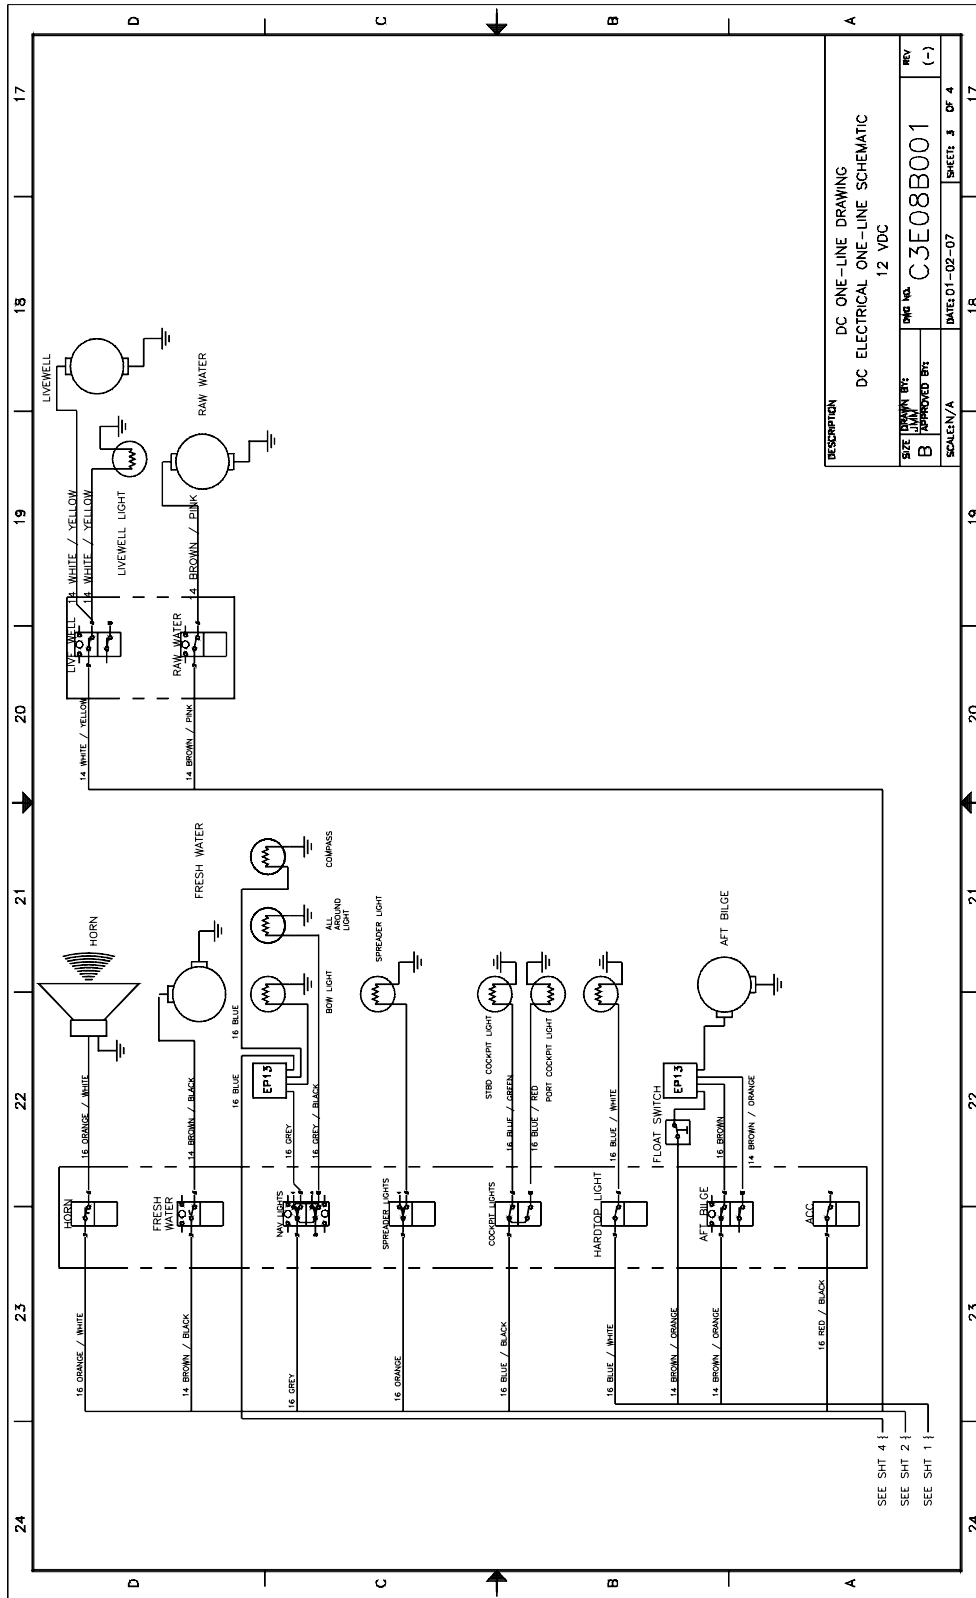 17
18
19
20
21
22
23
24
D
C
B
A
LIVEWELL
14 WHITE / YELLOW
14 WHITE / YELLOW
LIVEWELL LIGHT
RAW WATER
14 BROWN / PINK
LIVE WELL
RAW WATER
14 WHITE / YELLOW
14 BROWN / PINK
HORN
16 ORANGE / WHITE
HORN
16 ORANGE / WHITE
FRESH WATER
14 BROWN / BLACK
FRESH
WATER
14 BROWN / BLACK
COMPASS
ALL
AROUND
LIGHT
BOW LIGHT
16 BLUE
16 BLUE
EP13
16 GREY
16 GREY / BLACK
NAV LIGHTS
16 GREY
SPREADER LIGHT
SPREADER LIGHTS
16 ORANGE
STBD COCKPIT LIGHT
PORT COCKPIT LIGHT
16 BLUE / GREEN
16 BLUE / RED
COCKPIT LIGHTS
16 BLUE / BLACK
16 BLUE / WHITE
HARDTOP LIGHT
16 BLUE / WHITE
AFT BILGE
EP13
FLOAT SWITCH
16 BROWN
14 BROWN / ORANGE
AFT BILGE
14 BROWN / ORANGE
14 BROWN / ORANGE
ACC
16 RED / BLACK
SEE SHT 4
SEE SHT 2
SEE SHT 1
DESCRIPTION
DC ONE-LINE DRAWING
DC ELECTRICAL ONE-LINE SCHEMATIC
12 VDC
SIZE
B
DRAWN BY:
JMM
APPROVED BY:
DWG NO.
C3E08B001
REV
(-)
SCALE: N/A
DATE: 01-02-07
SHEET: 3 OF 4
D
C
B
A
17
18
19
20
21
22
23
24